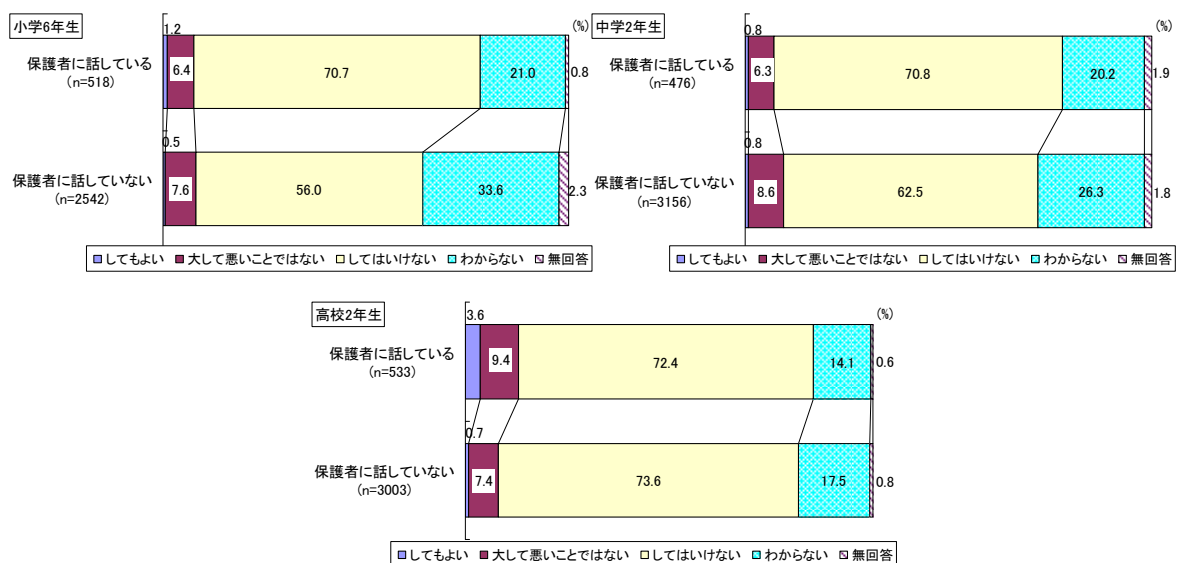 小学6年生
1.2
(%)
保護者に話している
(n=518)
6.4
70.7
21.0
0.8
0.5
保護者に話していない
(n=2542)
7.6
56.0
33.6
2.3
してもよい 大して悪いことではない してはいけない わからない 無回答
中学2年生
0.8
(%)
保護者に話している
(n=476)
6.3
70.8
20.2
1.9
0.8
保護者に話していない
(n=3156)
8.6
62.5
26.3
1.8
してもよい 大して悪いことではない してはいけない わからない 無回答
高校2年生
3.6
(%)
保護者に話している
(n=533)
9.4
72.4
14.1
0.6
0.7
保護者に話していない
(n=3003)
7.4
73.6
17.5
0.8
してもよい 大して悪いことではない してはいけない わからない 無回答